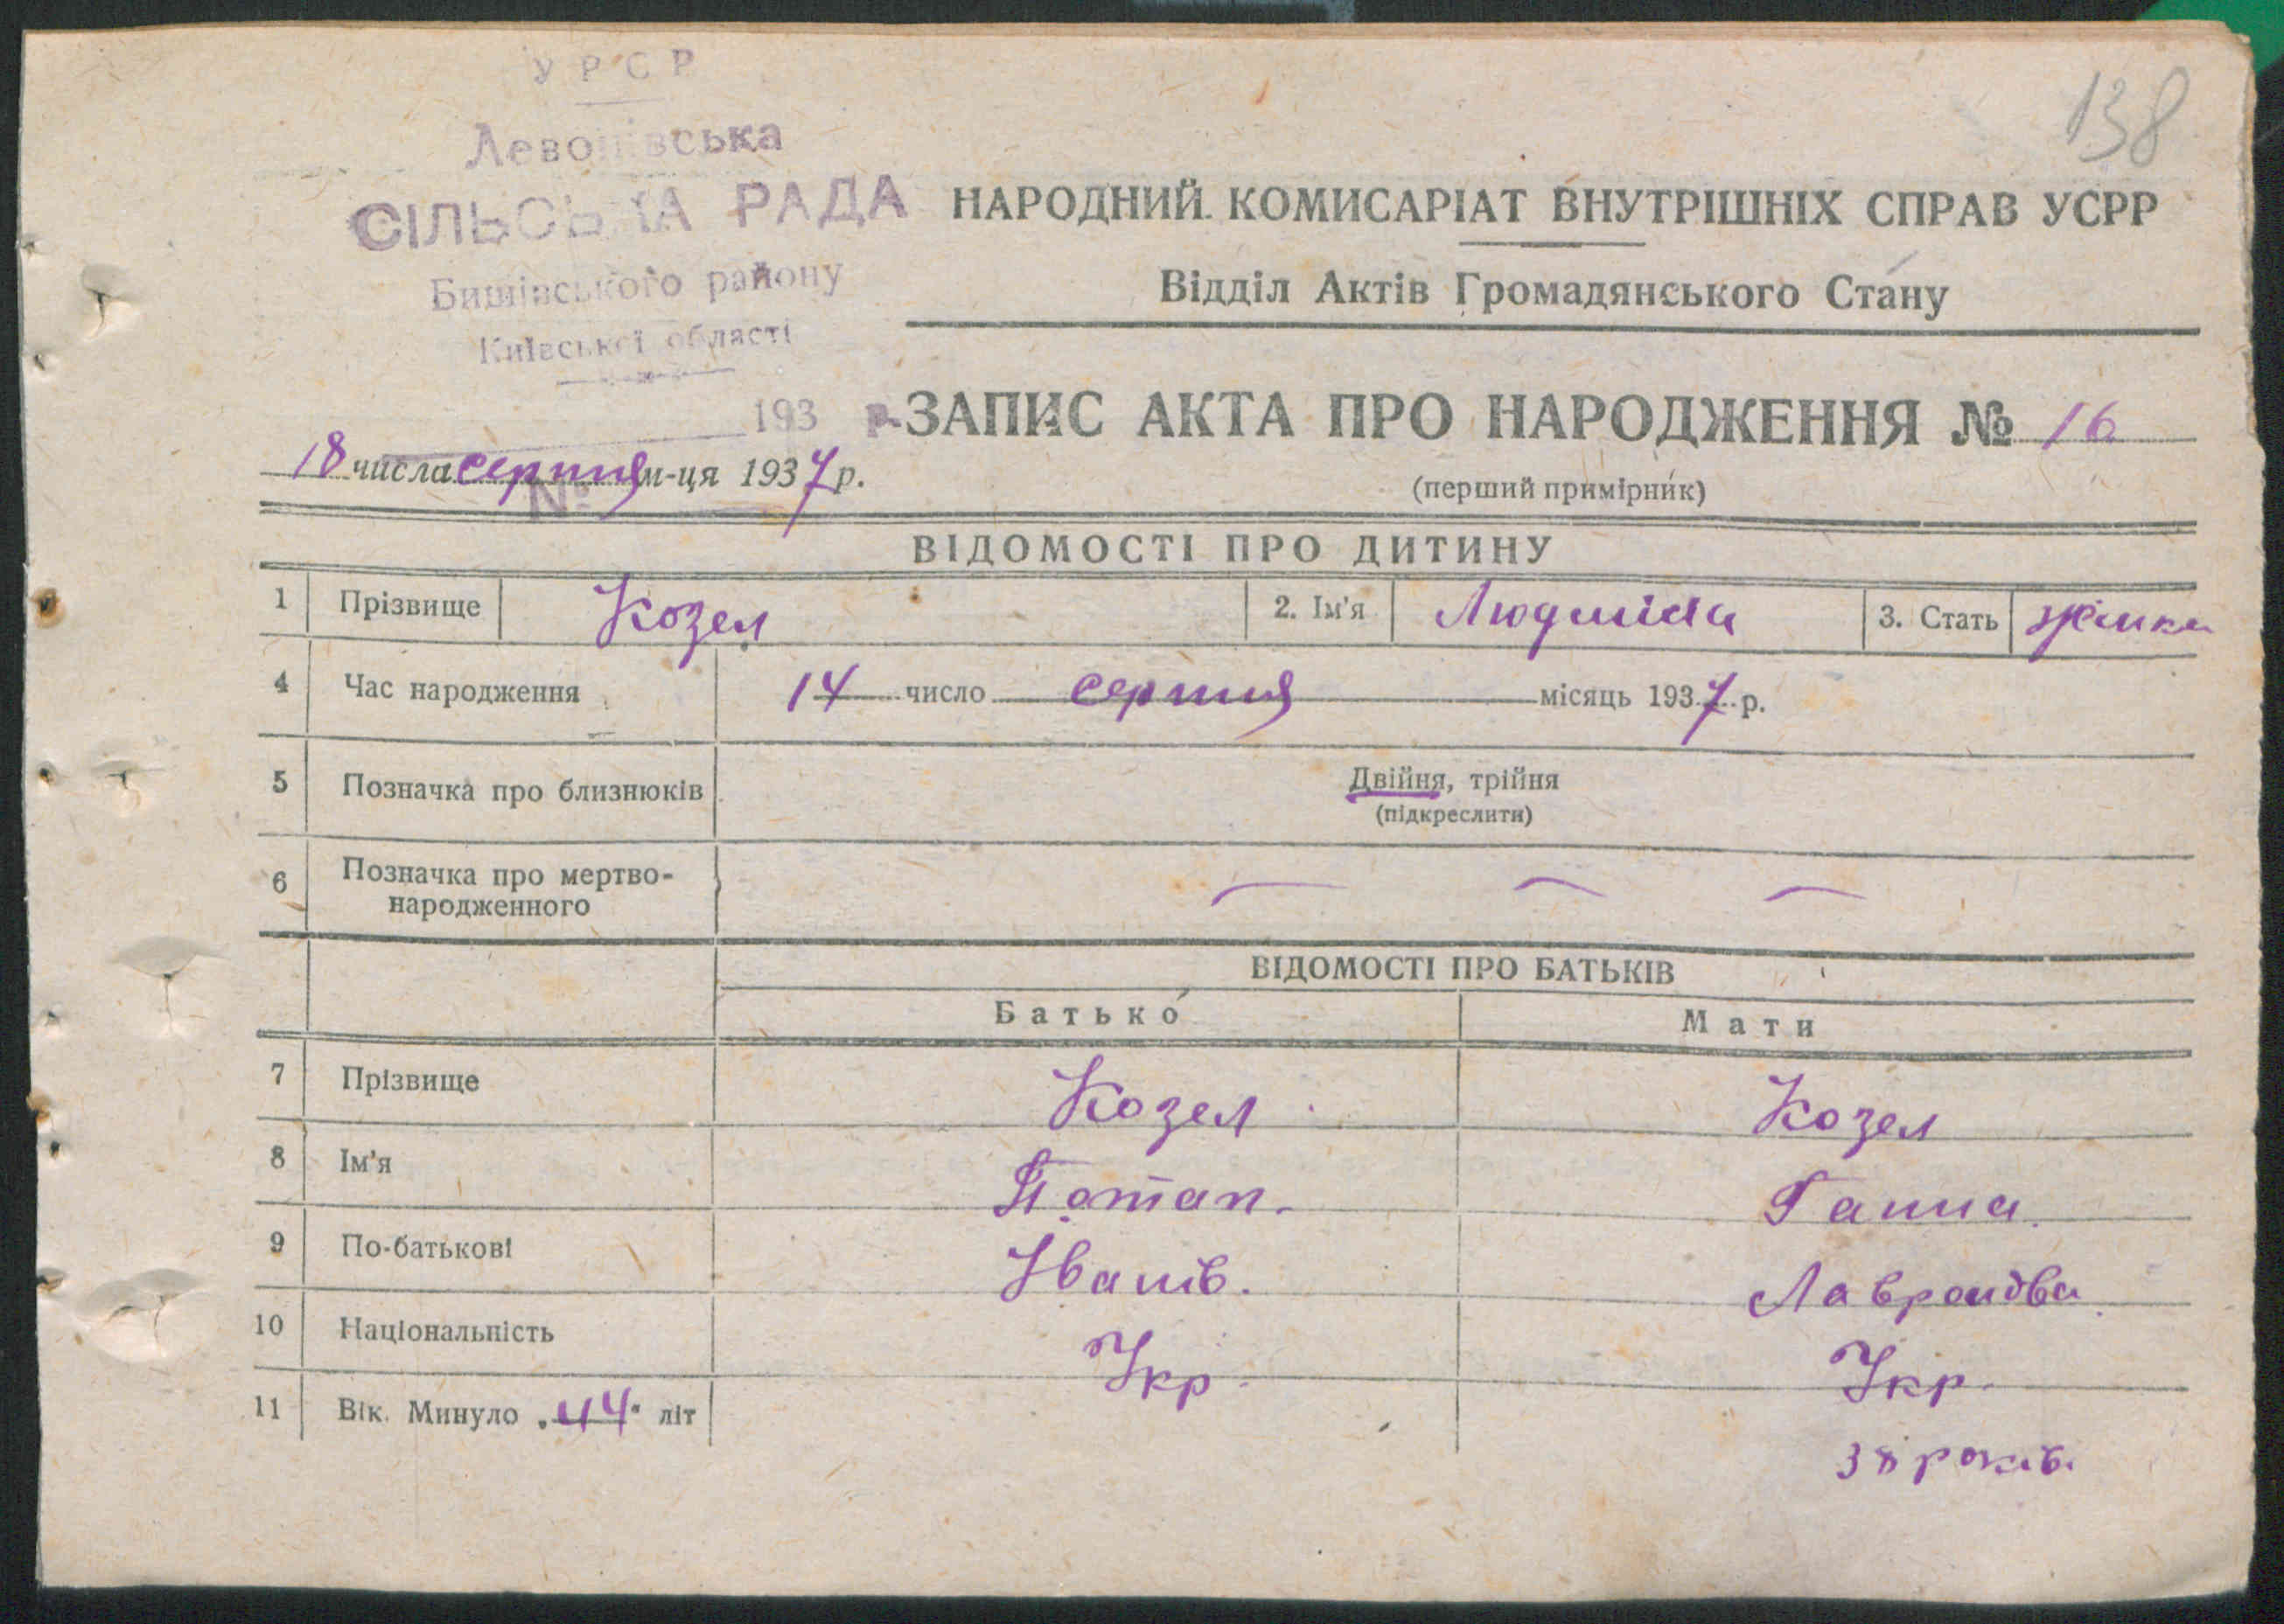 УРСР
138
Левонівська
СІЛЬСЬКА РАДА
НАРОДНИЙ КОМИСАРІАТ ВНУТРІШНІХ СПРАВ УСРР
Бишівського району
Відділ Актів Громадянського Стану
Київської області
193 р.
ЗАПИС АКТА ПРО НАРОДЖЕННЯ № 16
18 числа серпня м-ця 1937 р.
№
(перший примірник)
ВІДОМОСТІ ПРО ДИТИНУ
1 Прізвище Козел 2. Ім'я Людміла 3. Стать жінка
4 Час народження 14 число серпня місяць 1937 р.
5 Позначка про близнюків Двійня, трійня
(підкреслити)
6 Позначка про мертво-
народженного — — —
ВІДОМОСТІ ПРО БАТЬКІВ
Батько Мати
7 Прізвище Козел Козел
8 Ім'я Потап. Ганна.
9 По-батькові Іванів. 
10 Національність Укр. Укр.
11 Вік. Минуло „44“ літ
38 років.